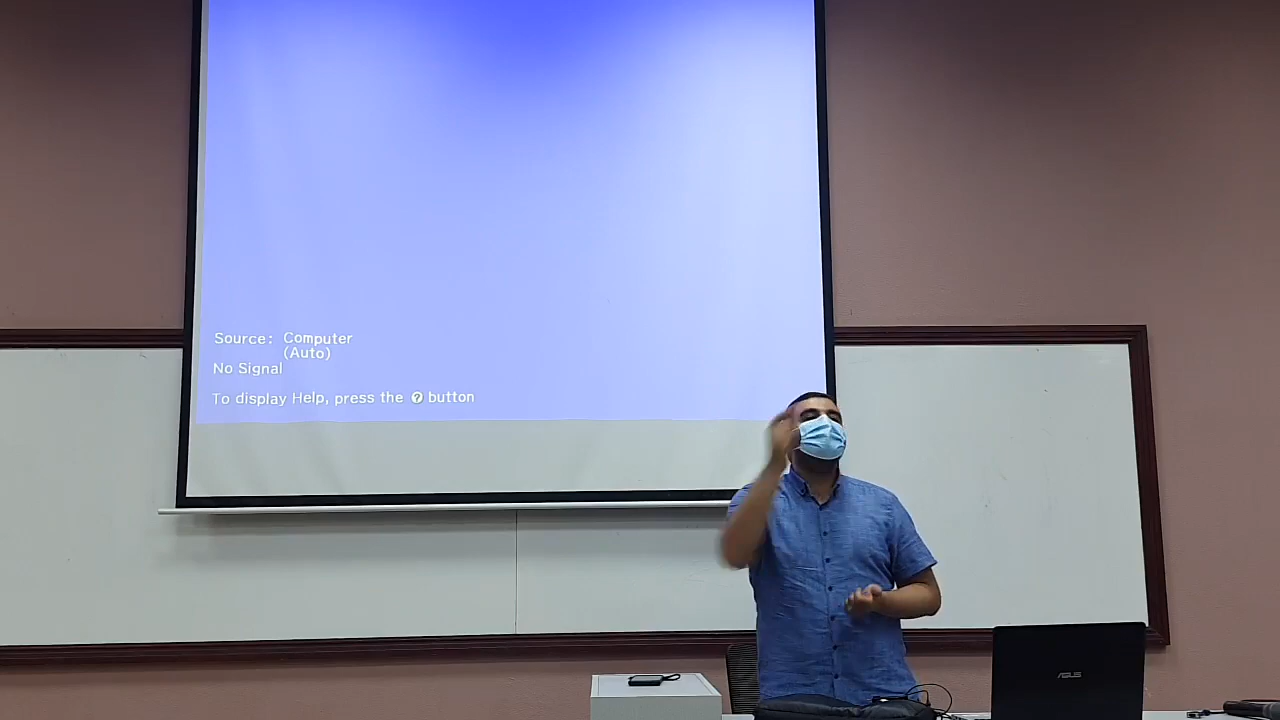 Source: Computer
(Auto)
No Signal
To display Help, press the ? button
ASUS